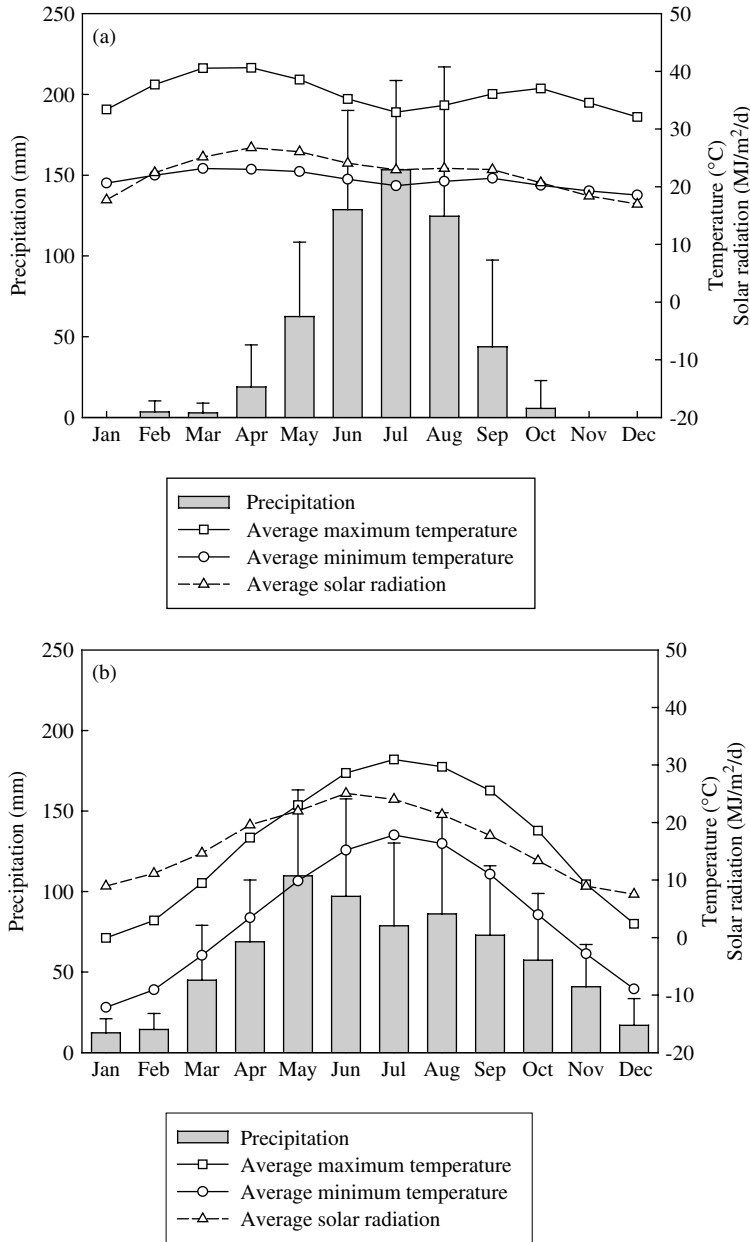 (a)
250
200
150
100
50
0
Precipitation (mm)
50
40
30
20
10
0
-10
-20
Temperature (°C)
Solar radiation (MJ/m²/d)
Jan Feb Mar Apr May Jun Jul Aug Sep Oct Nov Dec
Precipitation
Average maximum temperature
Average minimum temperature
Average solar radiation
(b)
250
200
150
100
50
0
Precipitation (mm)
50
40
30
20
10
0
-10
-20
Temperature (°C)
Solar radiation (MJ/m²/d)
Jan Feb Mar Apr May Jun Jul Aug Sep Oct Nov Dec
Precipitation
Average maximum temperature
Average minimum temperature
Average solar radiation